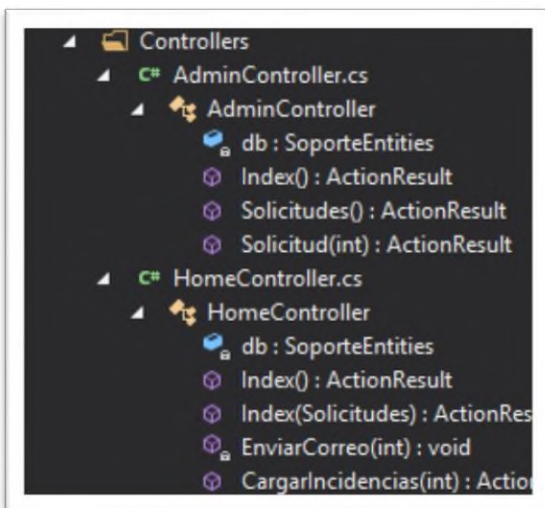 Controllers
C# AdminController.cs
AdminController
db : SoporteEntities
Index() : ActionResult
Solicitudes() : ActionResult
Solicitud(int) : ActionResult
C# HomeController.cs
HomeController
db : SoporteEntities
Index() : ActionResult
Index(Solicitudes) : ActionRes
EnviarCorreo(int) : void
CargarIncidencias(int) : Action